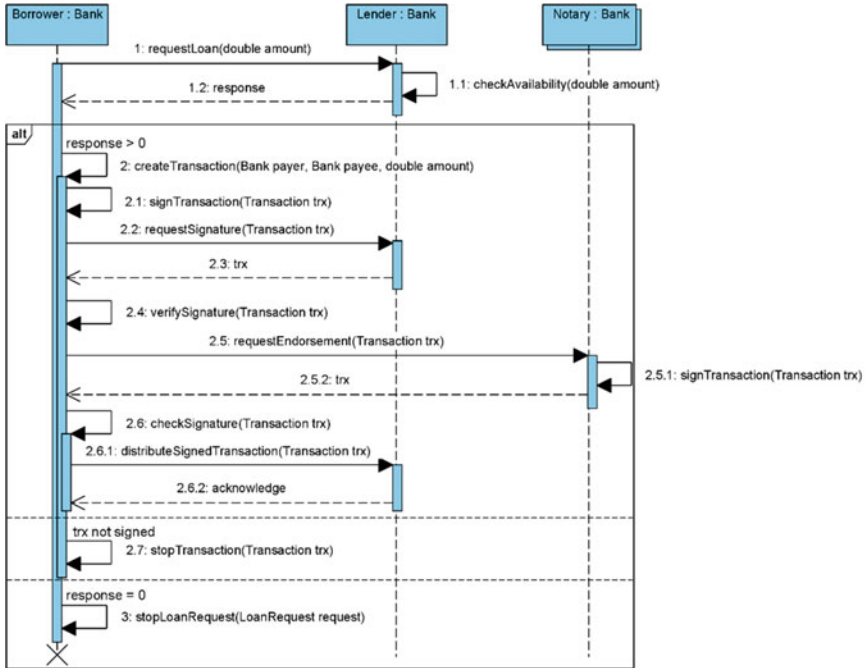 Borrower : Bank
Lender : Bank
Notary : Bank
1: requestLoan(double amount)
1.1: checkAvailability(double amount)
1.2: response
alt
response > 0
2: createTransaction(Bank payer, Bank payee, double amount)
2.1: signTransaction(Transaction trx)
2.2: requestSignature(Transaction trx)
2.3: trx
2.4: verifySignature(Transaction trx)
2.5: requestEndorsement(Transaction trx)
2.5.1: signTransaction(Transaction trx)
2.5.2: trx
2.6: checkSignature(Transaction trx)
2.6.1: distributeSignedTransaction(Transaction trx)
2.6.2: acknowledge
trx not signed
2.7: stopTransaction(Transaction trx)
response = 0
3: stopLoanRequest(LoanRequest request)